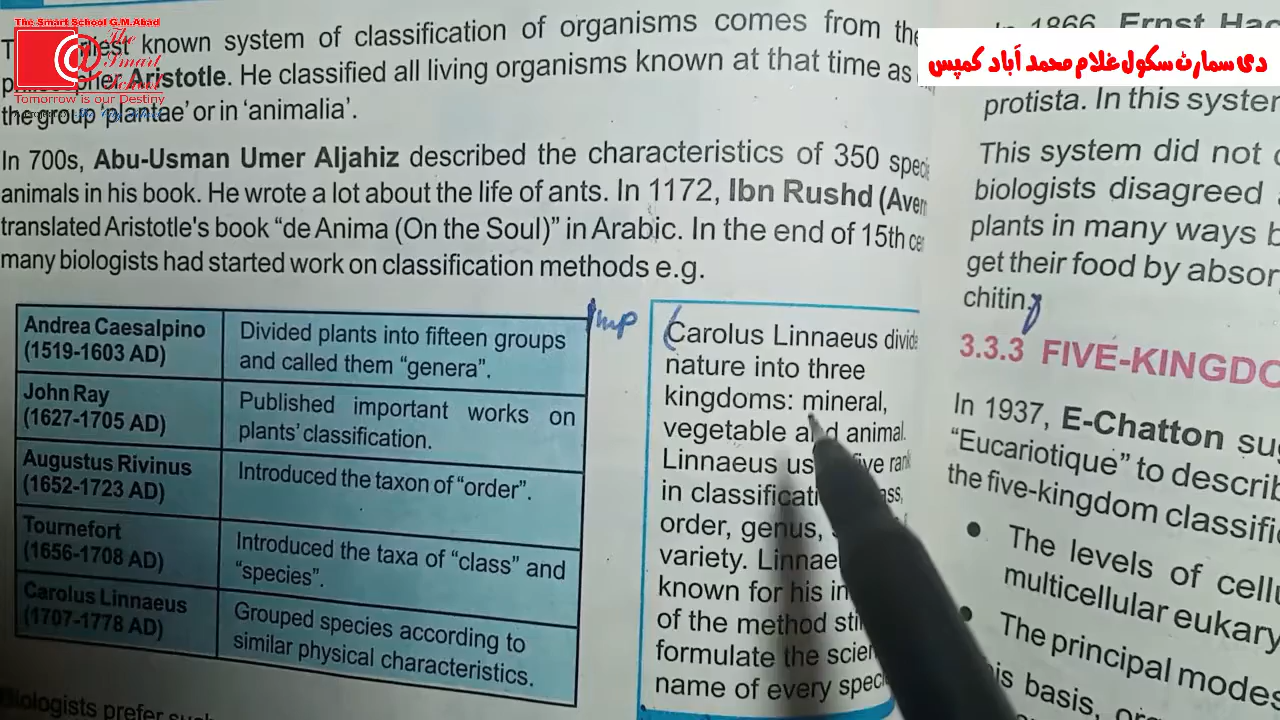 The Smart School G.M.Abad
The
Smart
School
Tomorrow is our Destiny
دی سمارٹ سکول غلام محمد آباد کمپس
known system of classification of organisms comes from the
Aristotle. He classified all living organisms known at that time as
the group 'plantae' or in 'animalia'.
In 700s, Abu-Usman Umer Aljahiz described the characteristics of 350
animals in his book. He wrote a lot about the life of ants. In 1172, Ibn Rushd
translated Aristotle's book "de Anima (On the Soul)" in Arabic. In the end of 15th
many biologists had started work on classification methods e.g.
Andrea Caesalpino
(1519-1603 AD)
Divided plants into fifteen groups
and called them "genera".
John Ray
(1627-1705 AD)
Published important works on
plants' classification.
Augustus Rivinus
(1652-1723 AD)
Introduced the taxon of "order".
Tournefort
(1656-1708 AD)
Introduced the taxa of "class" and
"species".
Carolus Linnaeus
(1707-1778 AD)
Grouped species according to
similar physical characteristics.
Imp
Carolus Linnaeus
nature into three
kingdoms: mineral,
vegetable and animal.
Linnaeus
in
order, genus,
variety.
known for his
of the method
formulate the
name of every
Biologists prefer
In 1866, Ernst
protista. In this
This system did not
biologists disagreed
plants in many ways
get their food by
chitin.
3.3.3 FIVE-
In 1937, E-Chatton
"Eucariotique" to
the five-kingdom
• The levels of
multicellular
• The principal modes
basis,